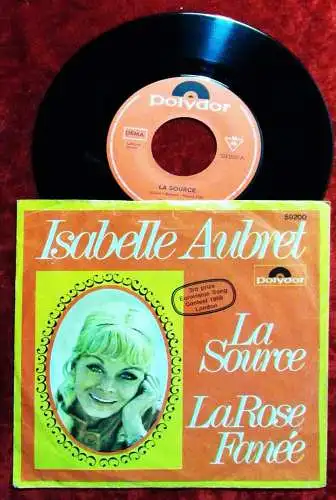 polydor
GEMA
LA SOURCE
Isabelle Aubret
59200
3rd prize
Eurovision Song
Contest 1968
London
Polydor
La
Source
La Rose
Fanée